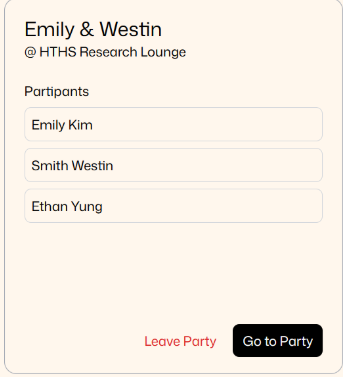 Emily & Westin
@ HTHS Research Lounge
Partipants
Emily Kim
Smith Westin
Ethan Yung
Leave Party Go to Party